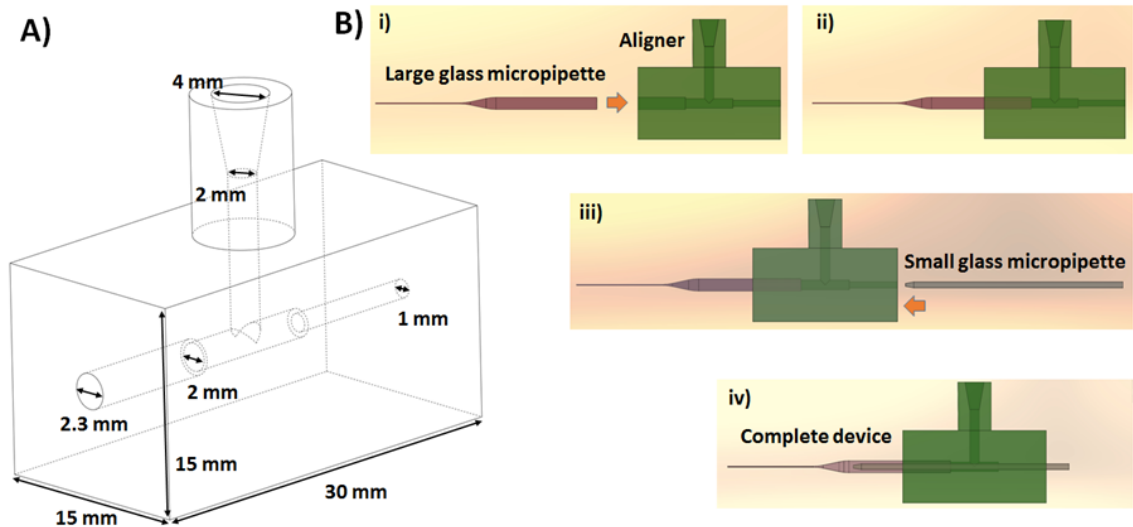 A)
4 mm
2 mm
1 mm
2 mm
2.3 mm
15 mm
30 mm
15 mm
B)
i)
Aligner
Large glass micropipette
ii)
iii)
Small glass micropipette
iv)
Complete device